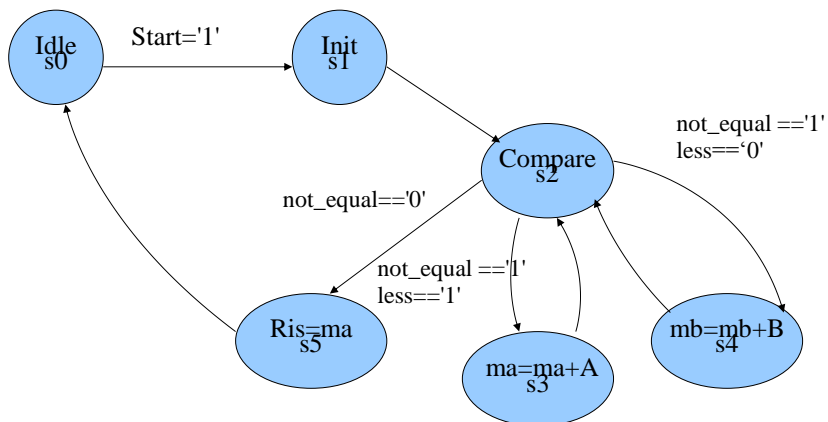 Idle
s0
Start='1'
Init
s1
Compare
s2
not_equal =='1'
less==‘0'
not_equal=='0'
not_equal =='1'
less=='1'
Ris=ma
s5
ma=ma+A
s3
mb=mb+B
s4